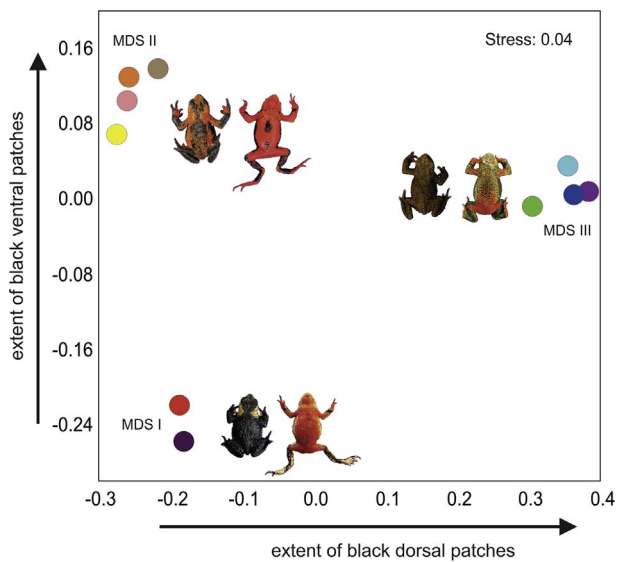 MDS II
Stress: 0.04
0.16
0.08
0.00
-0.08
-0.16
-0.24
extent of black ventral patches
MDS III
MDS I
-0.3 -0.2 -0.1 0.0 0.1 0.2 0.3 0.4
extent of black dorsal patches